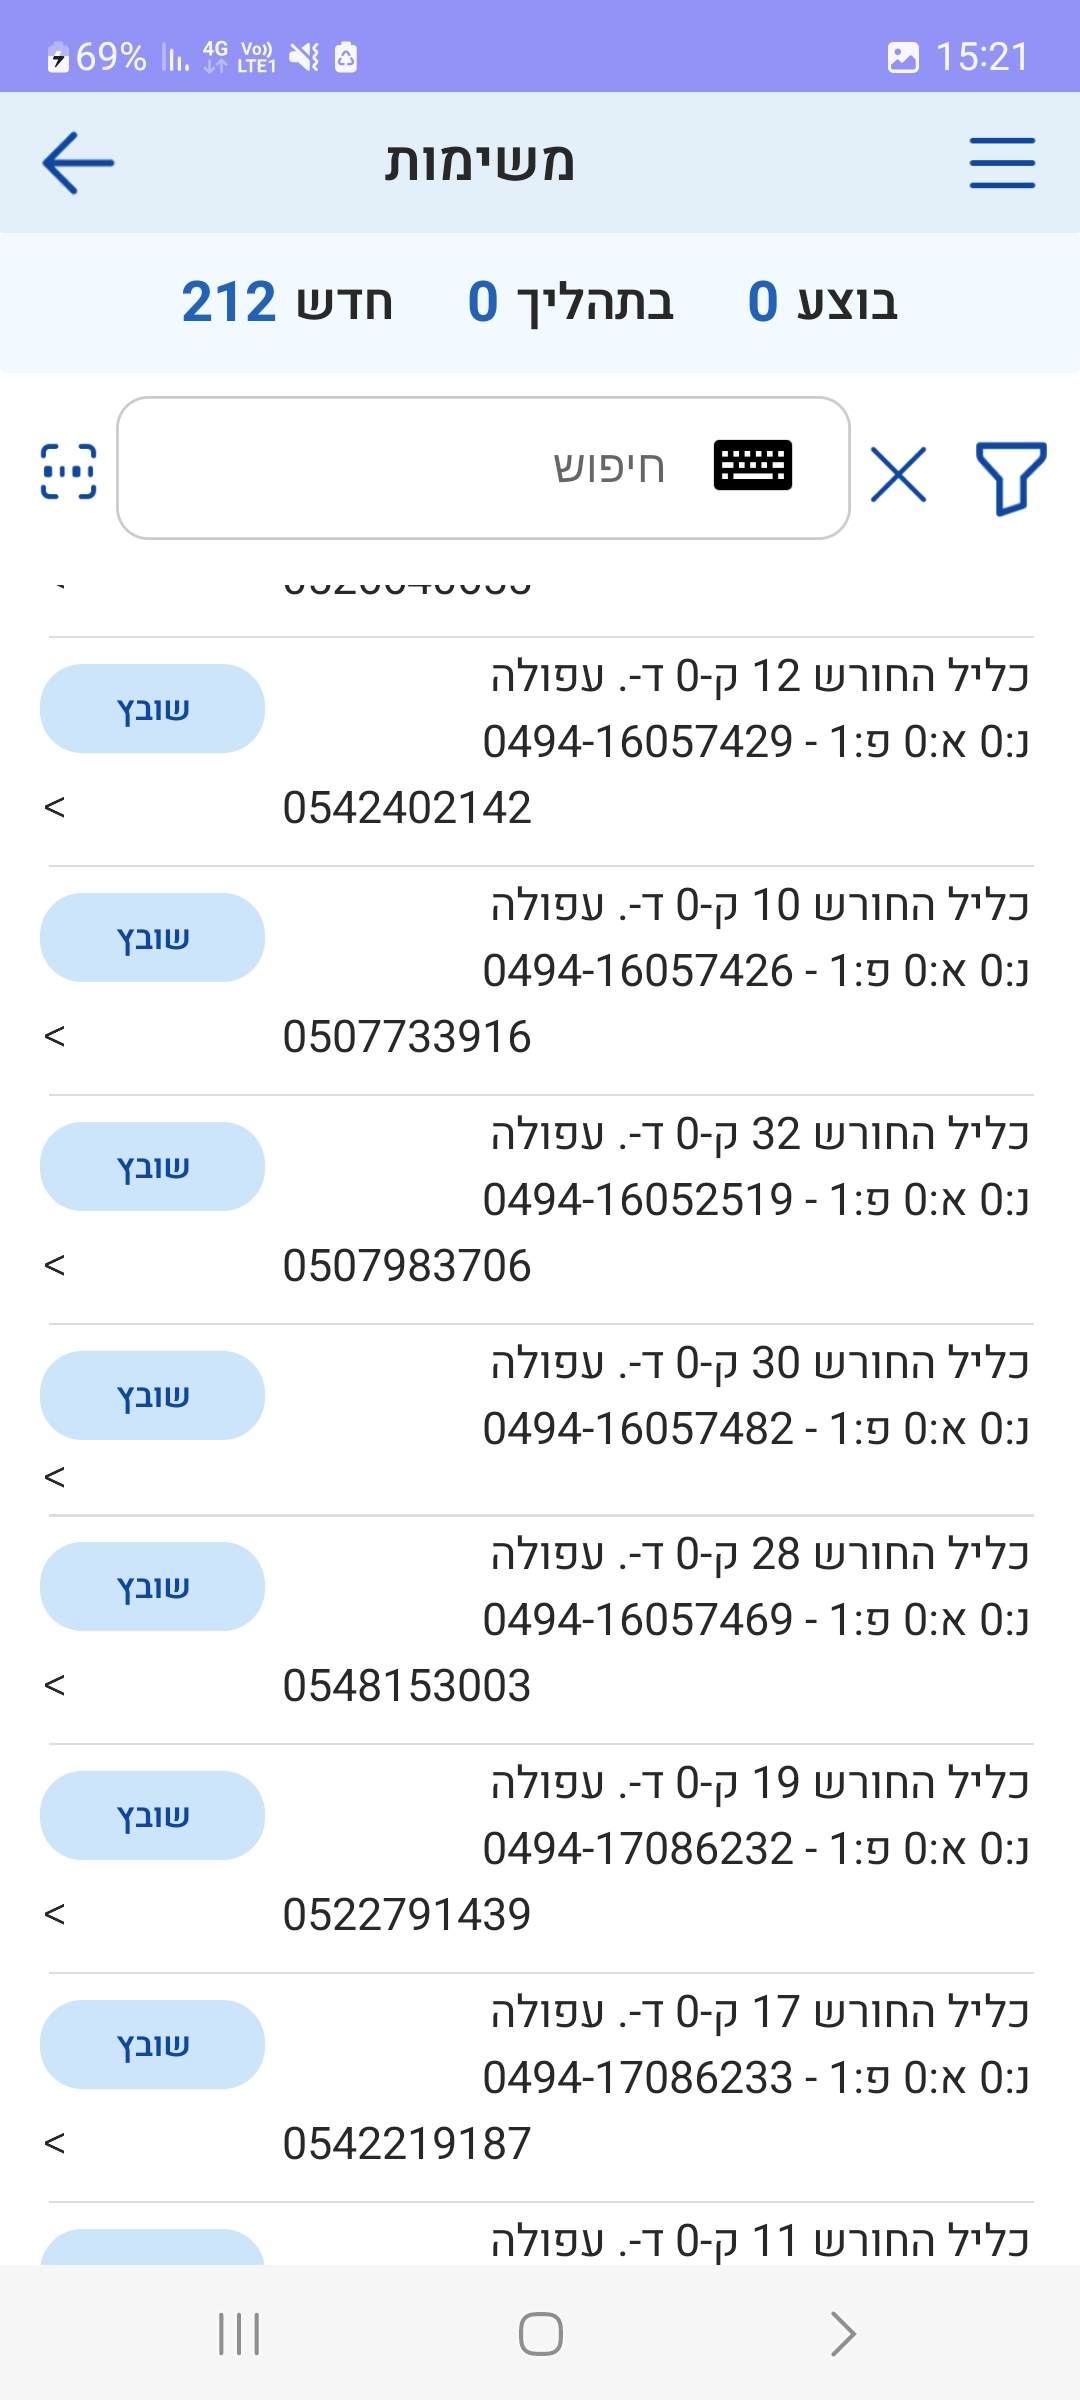 69% 4G Vo)) LTE1 15:21
משימות
בוצע 0 בתהליך 0 חדש 212
חיפוש
כליל החורש 12 ק-0 ד-. עפולה
שובץ
נ:0 א:0 פ:1 - 0494-16057429
0542402142
<
כליל החורש 10 ק-0 ד-. עפולה
שובץ
נ:0 א:0 פ:1 - 0494-16057426
0507733916
<
כליל החורש 32 ק-0 ד-. עפולה
שובץ
נ:0 א:0 פ:1 - 0494-16052519
0507983706
<
כליל החורש 30 ק-0 ד-. עפולה
שובץ
נ:0 א:0 פ:1 - 0494-16057482
<
כליל החורש 28 ק-0 ד-. עפולה
שובץ
נ:0 א:0 פ:1 - 0494-16057469
0548153003
<
כליל החורש 19 ק-0 ד-. עפולה
שובץ
נ:0 א:0 פ:1 - 0494-17086232
0522791439
<
כליל החורש 17 ק-0 ד-. עפולה
שובץ
נ:0 א:0 פ:1 - 0494-17086233
0542219187
<
כליל החורש 11 ק-0 ד-. עפולה